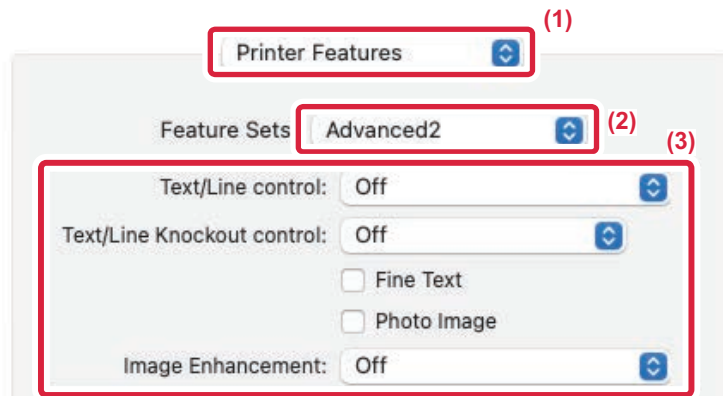 (1)
Printer Features
Feature Sets Advanced2 (2)
(3)
Text/Line control: Off
Text/Line Knockout control: Off
Fine Text
Photo Image
Image Enhancement: Off